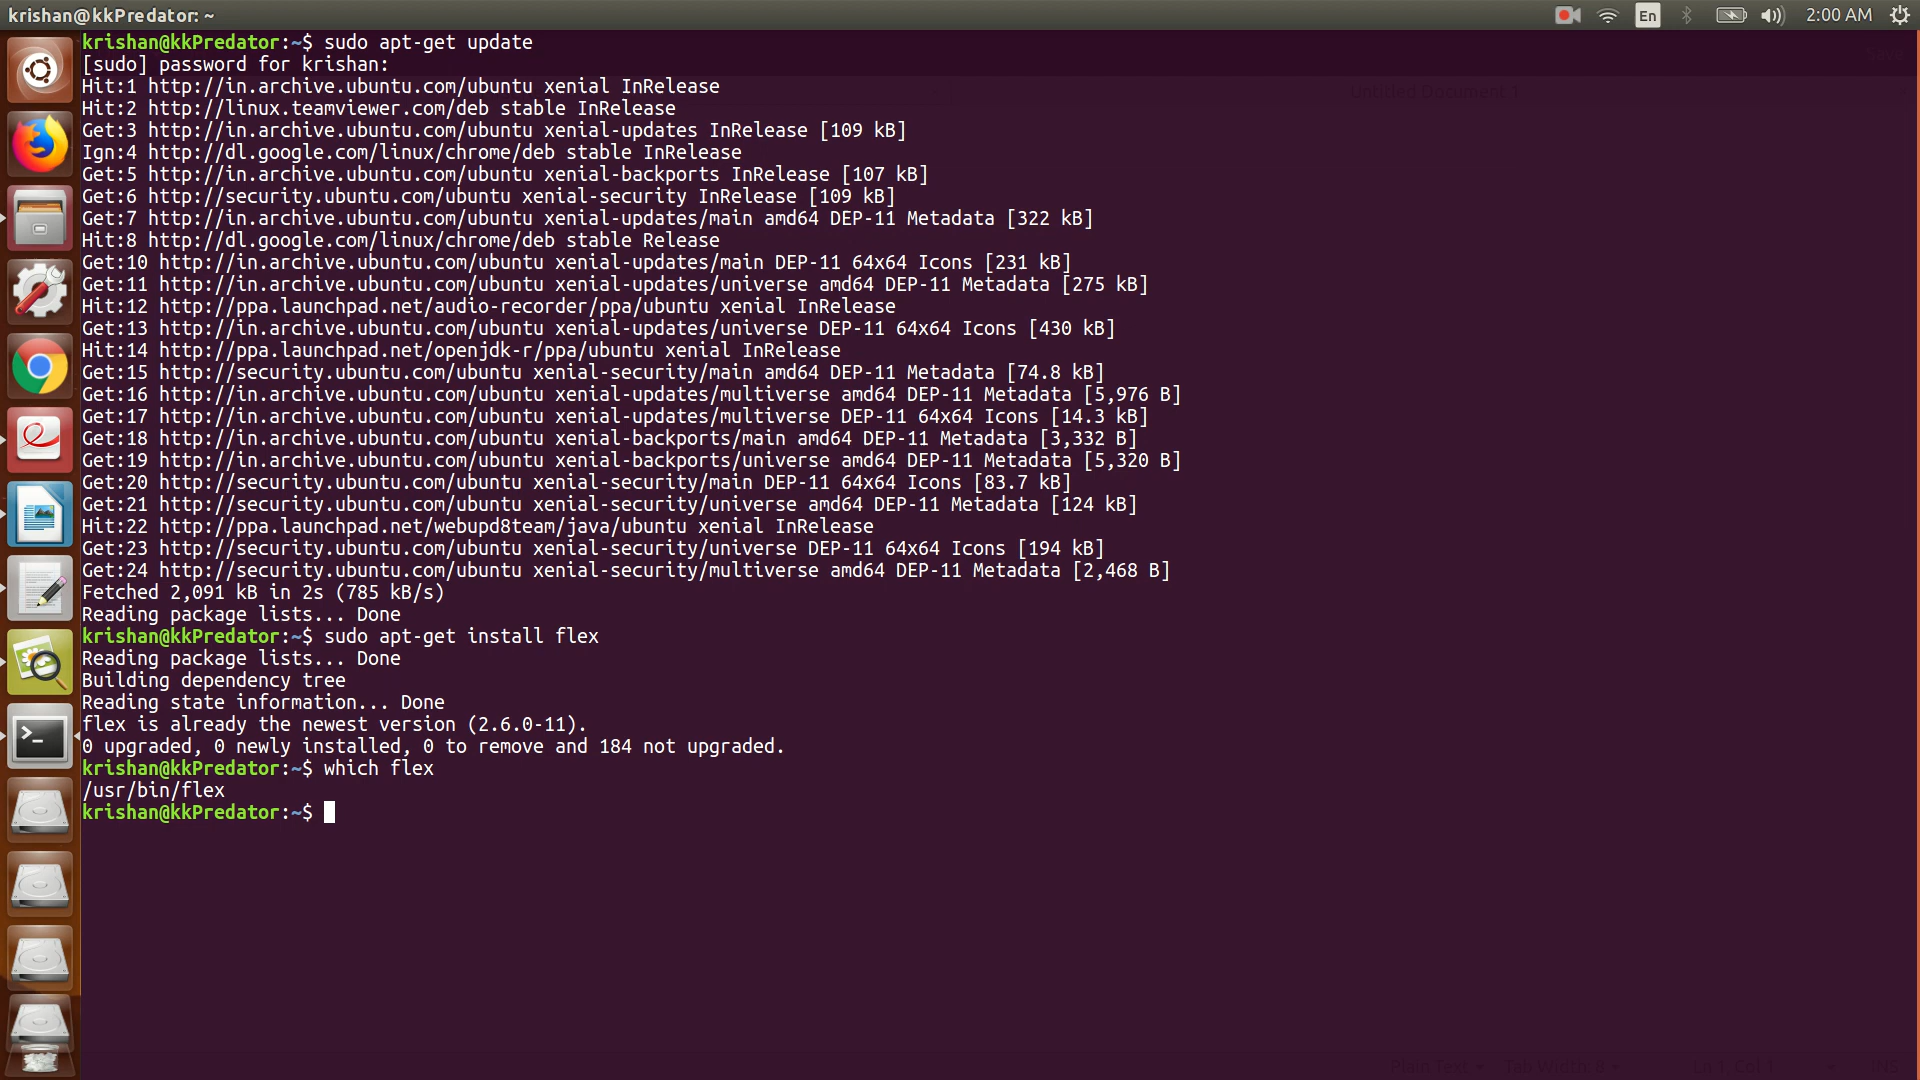 krishan@kkPredator: ~
En
2:00 AM
krishan@kkPredator:~$ sudo apt-get update
[sudo] password for krishan:
Hit:1 http://in.archive.ubuntu.com/ubuntu xenial InRelease
Hit:2 http://linux.teamviewer.com/deb stable InRelease
Get:3 http://in.archive.ubuntu.com/ubuntu xenial-updates InRelease [109 kB]
Ign:4 http://dl.google.com/linux/chrome/deb stable InRelease
Get:5 http://in.archive.ubuntu.com/ubuntu xenial-backports InRelease [107 kB]
Get:6 http://security.ubuntu.com/ubuntu xenial-security InRelease [109 kB]
Get:7 http://in.archive.ubuntu.com/ubuntu xenial-updates/main amd64 DEP-11 Metadata [322 kB]
Hit:8 http://dl.google.com/linux/chrome/deb stable Release
Get:10 http://in.archive.ubuntu.com/ubuntu xenial-updates/main DEP-11 64x64 Icons [231 kB]
Get:11 http://in.archive.ubuntu.com/ubuntu xenial-updates/universe amd64 DEP-11 Metadata [275 kB]
Hit:12 http://ppa.launchpad.net/audio-recorder/ppa/ubuntu xenial InRelease
Get:13 http://in.archive.ubuntu.com/ubuntu xenial-updates/universe DEP-11 64x64 Icons [430 kB]
Hit:14 http://ppa.launchpad.net/openjdk-r/ppa/ubuntu xenial InRelease
Get:15 http://security.ubuntu.com/ubuntu xenial-security/main amd64 DEP-11 Metadata [74.8 kB]
Get:16 http://in.archive.ubuntu.com/ubuntu xenial-updates/multiverse amd64 DEP-11 Metadata [5,976 B]
Get:17 http://in.archive.ubuntu.com/ubuntu xenial-updates/multiverse DEP-11 64x64 Icons [14.3 kB]
Get:18 http://in.archive.ubuntu.com/ubuntu xenial-backports/main amd64 DEP-11 Metadata [3,332 B]
Get:19 http://in.archive.ubuntu.com/ubuntu xenial-backports/universe amd64 DEP-11 Metadata [5,320 B]
Get:20 http://security.ubuntu.com/ubuntu xenial-security/main DEP-11 64x64 Icons [83.7 kB]
Get:21 http://security.ubuntu.com/ubuntu xenial-security/universe amd64 DEP-11 Metadata [124 kB]
Hit:22 http://ppa.launchpad.net/webupd8team/java/ubuntu xenial InRelease
Get:23 http://security.ubuntu.com/ubuntu xenial-security/universe DEP-11 64x64 Icons [194 kB]
Get:24 http://security.ubuntu.com/ubuntu xenial-security/multiverse amd64 DEP-11 Metadata [2,468 B]
Fetched 2,091 kB in 2s (785 kB/s)
Reading package lists... Done
krishan@kkPredator:~$ sudo apt-get install flex
Reading package lists... Done
Building dependency tree
Reading state information... Done
flex is already the newest version (2.6.0-11).
0 upgraded, 0 newly installed, 0 to remove and 184 not upgraded.
krishan@kkPredator:~$ which flex
/usr/bin/flex
krishan@kkPredator:~$
Save
Untitled Document 1
Plain Text
Tab Width: 8
Ln 1, Col 1
INS